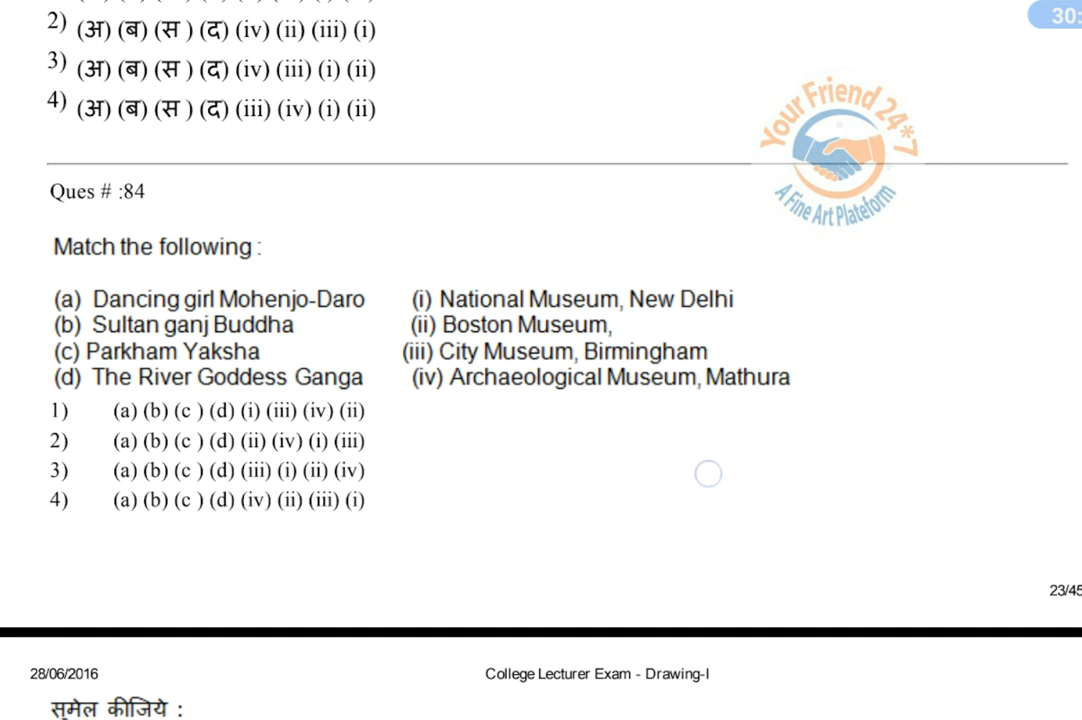 2) (अ) (ब) (स ) (द) (iv) (ii) (iii) (i)
3) (अ) (ब) (स ) (द) (iv) (iii) (i) (ii)
4) (अ) (ब) (स ) (द) (iii) (iv) (i) (ii)
30:
Your Friend 24*7
A Fine Art Plateform
Ques # :84
Match the following :
(a) Dancing girl Mohenjo-Daro (i) National Museum, New Delhi
(b) Sultan ganj Buddha (ii) Boston Museum,
(c) Parkham Yaksha (iii) City Museum, Birmingham
(d) The River Goddess Ganga (iv) Archaeological Museum, Mathura
1) (a) (b) (c ) (d) (i) (iii) (iv) (ii)
2) (a) (b) (c ) (d) (ii) (iv) (i) (iii)
3) (a) (b) (c ) (d) (iii) (i) (ii) (iv)
4) (a) (b) (c ) (d) (iv) (ii) (iii) (i)
23/45
28/06/2016 College Lecturer Exam - Drawing-I
सुमेल कीजिये :